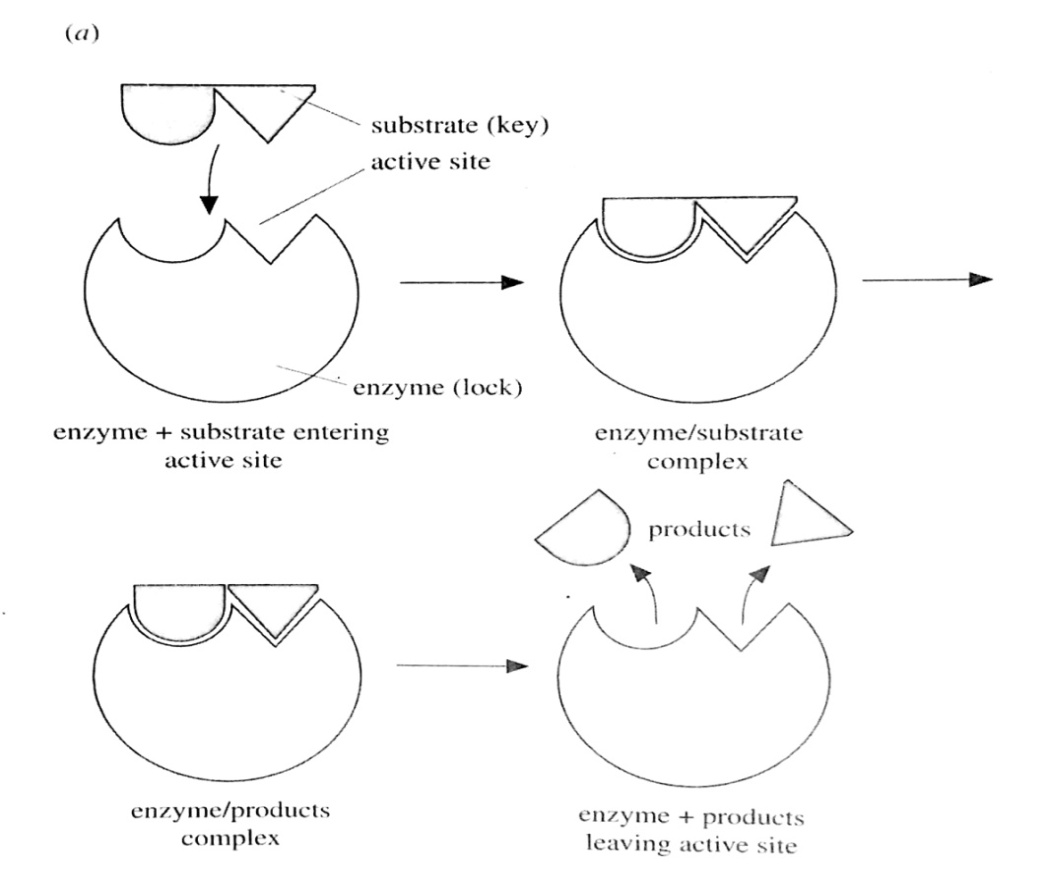 (a)
substrate (key)
active site
enzyme (lock)
enzyme + substrate entering
active site
enzyme/substrate
complex
products
enzyme/products
complex
enzyme + products
leaving active site